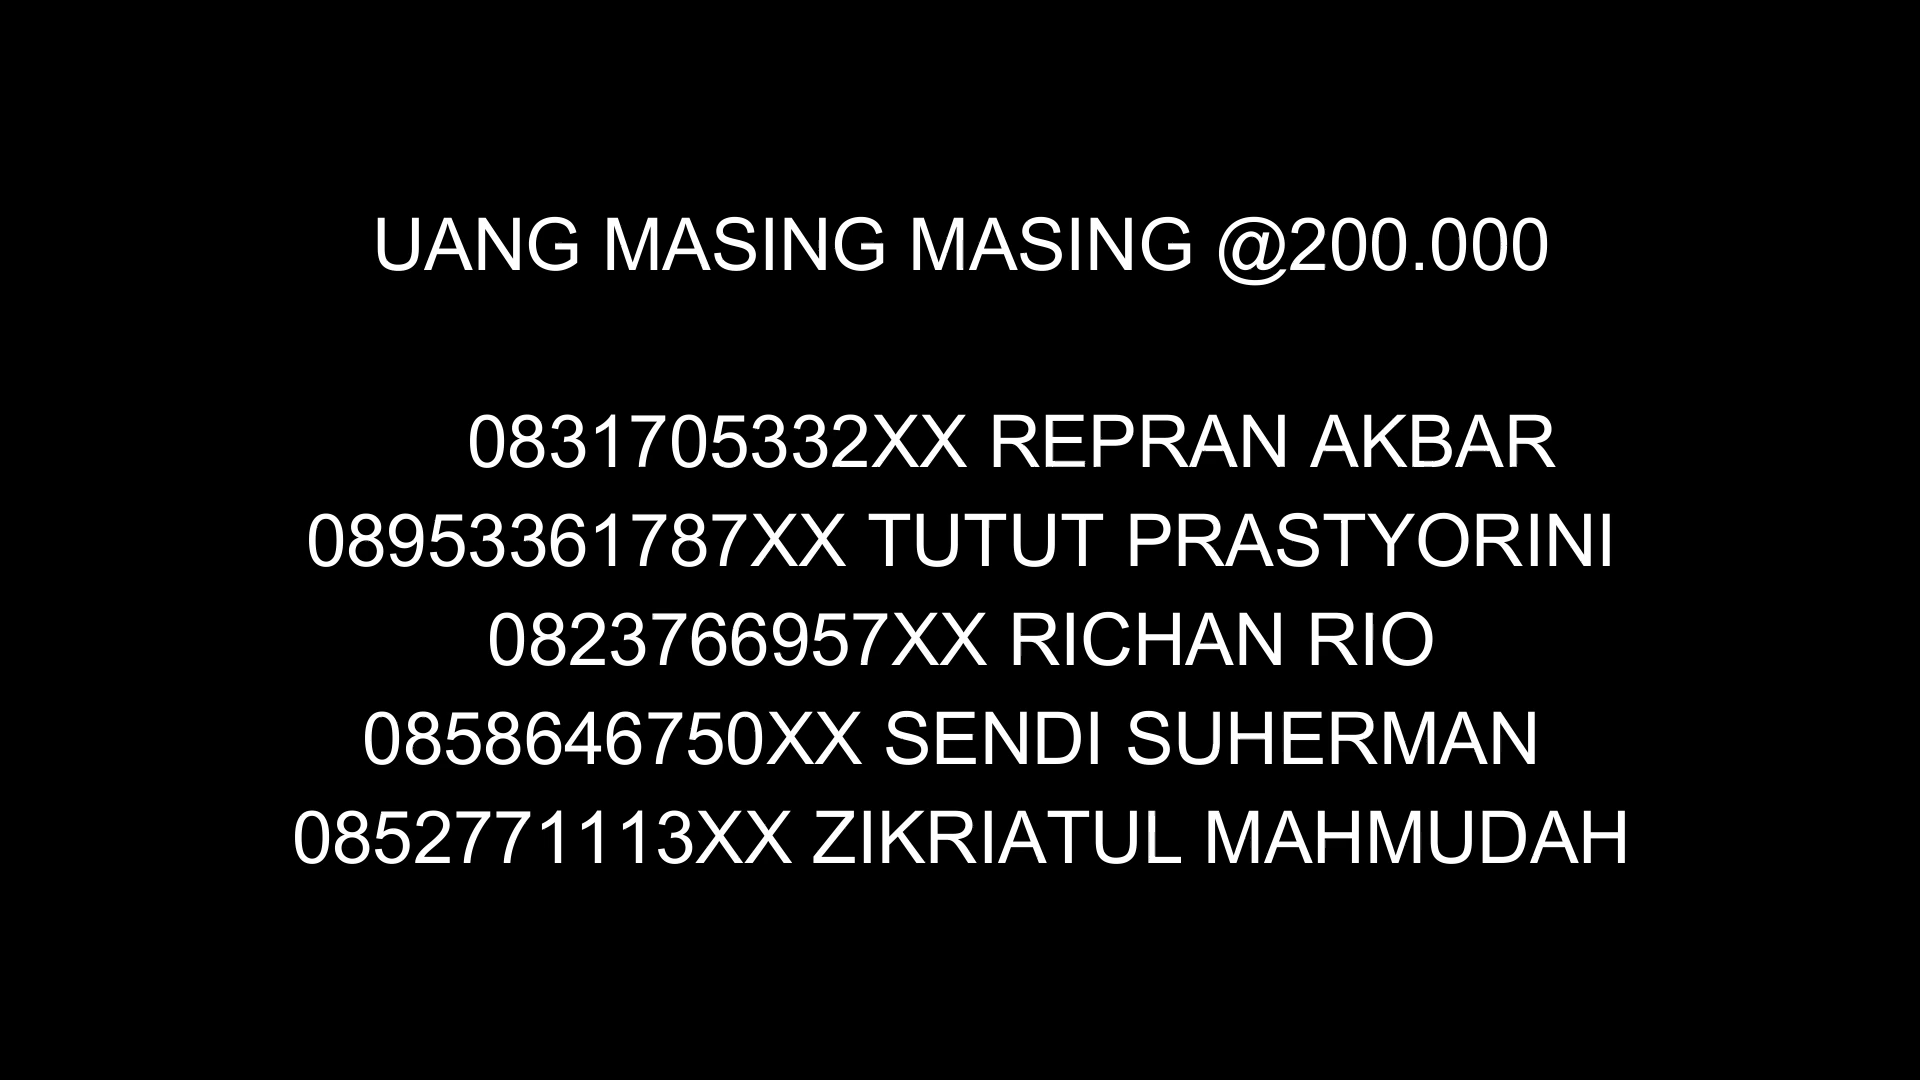 UANG MASING MASING @200.000
0831705332XX REPRAN AKBAR
08953361787XX TUTUT PRASTYORINI
0823766957XX RICHAN RIO
0858646750XX SENDI SUHERMAN
0852771113XX ZIKRIATUL MAHMUDAH